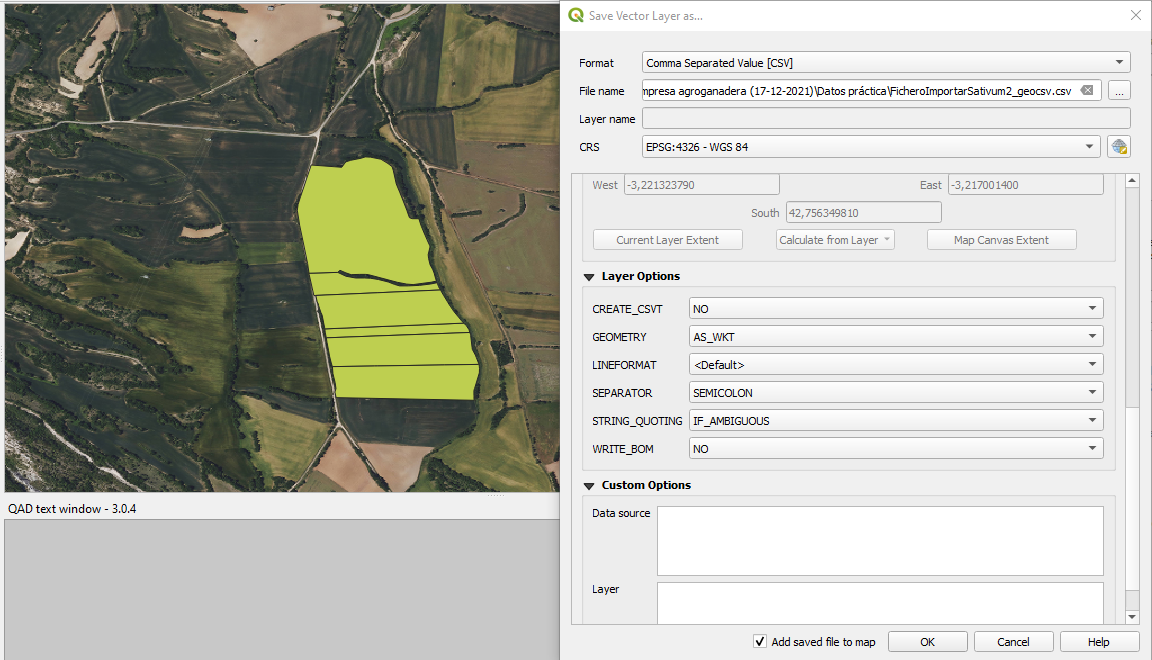 Save Vector Layer as...
Format
Comma Separated Value [CSV]
File name
mpresa agroganadera (17-12-2021)\Datos práctica\FicheroImportarSativum2_geocsv.csv
...
Layer name
CRS
EPSG:4326 - WGS 84
West
-3,221323790
East
-3,217001400
South
42,756349810
Current Layer Extent
Calculate from Layer
Map Canvas Extent
Layer Options
CREATE_CSVT
NO
GEOMETRY
AS_WKT
LINEFORMAT
<Default>
SEPARATOR
SEMICOLON
STRING_QUOTING
IF_AMBIGUOUS
WRITE_BOM
NO
Custom Options
QAD text window - 3.0.4
Data source
Layer
Add saved file to map
OK
Cancel
Help